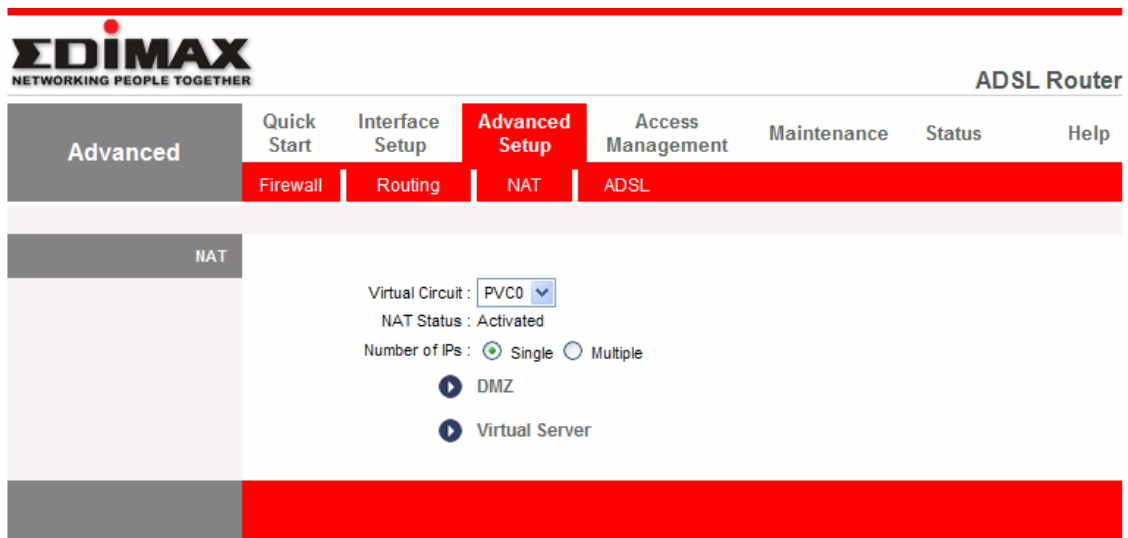 EDIMAX
NETWORKING PEOPLE TOGETHER
ADSL Router
Advanced
Quick Start
Interface Setup
Advanced Setup
Access Management
Maintenance
Status
Help
Firewall
Routing
NAT
ADSL
NAT
Virtual Circuit : PVC0
NAT Status : Activated
Number of IPs : Single Multiple
DMZ
Virtual Server